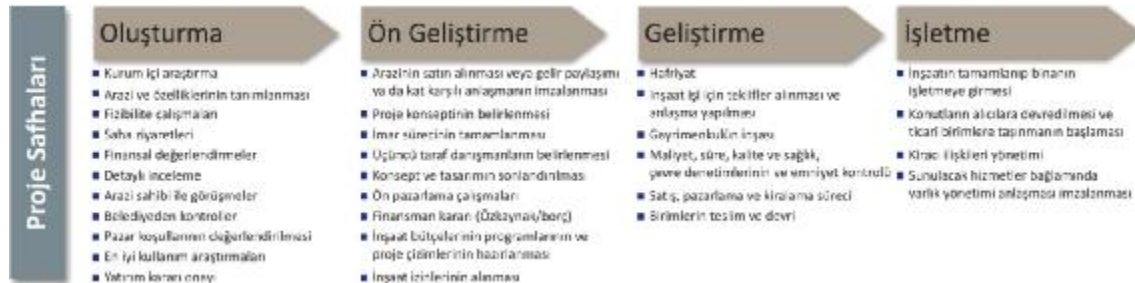 Proje Safhaları
Oluşturma
Kurum içi araştırma
Arazi ve özelliklerinin tanımlanması
Fizibilite çalışmaları
Saha ziyaretleri
Finansal değerlendirmeler
Detaylı inceleme
Arazi sahibi ile görüşmeler
Belediyeden kontroller
Pazar koşullarının değerlendirilmesi
En iyi kullanım araştırmaları
Yatırım kararı onayı
Ön Geliştirme
Arazinin satın alınması veya gelir paylaşımı
ya da kat karşılı anlaşmanın imzalanması
Proje konseptinin belirlenmesi
İmar sürecinin tamamlanması
Üçüncü taraf danışmanların belirlenmesi
Konsept ve tasarımın sonlandırılması
Ön pazarlama çalışmaları
Finansman kararı (Özkaynak/borç)
İnşaat bütçelerinin programlarının ve
proje çizimlerinin hazırlanması
İnşaat izinlerinin alınması
Geliştirme
Hafriyat
İnşaat işi için teklifler alınması ve
anlaşma yapılması
Gayrimenkulün inşası
Maliyet, süre, kalite ve sağlık,
çevre denetimlerinin ve emniyet kontrolü
Satış, pazarlama ve kiralama süreci
Birimlerin teslim ve devri
İşletme
İnşaatın tamamlanıp binanın
işletmeye girmesi
Konutların alıcılara devredilmesi ve
ticari birimlere taşınmanın başlaması
Kiracı ilişkileri yönetimi
Sunulacak hizmetler bağlamında
varlık yönetimi anlaşması imzalanması